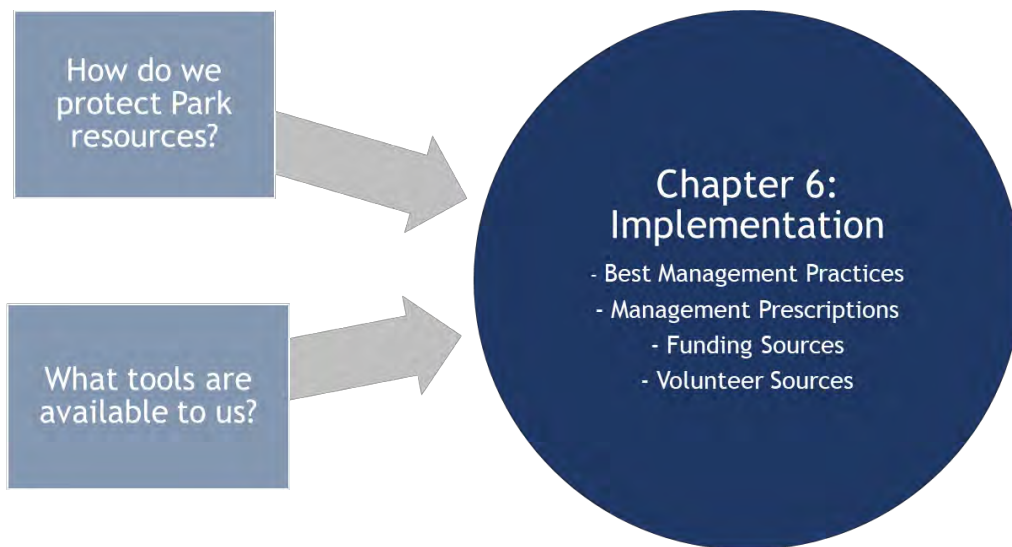 How do we
protect Park
resources?
What tools are
available to us?
Chapter 6:
Implementation
- Best Management Practices
- Management Prescriptions
- Funding Sources
- Volunteer Sources